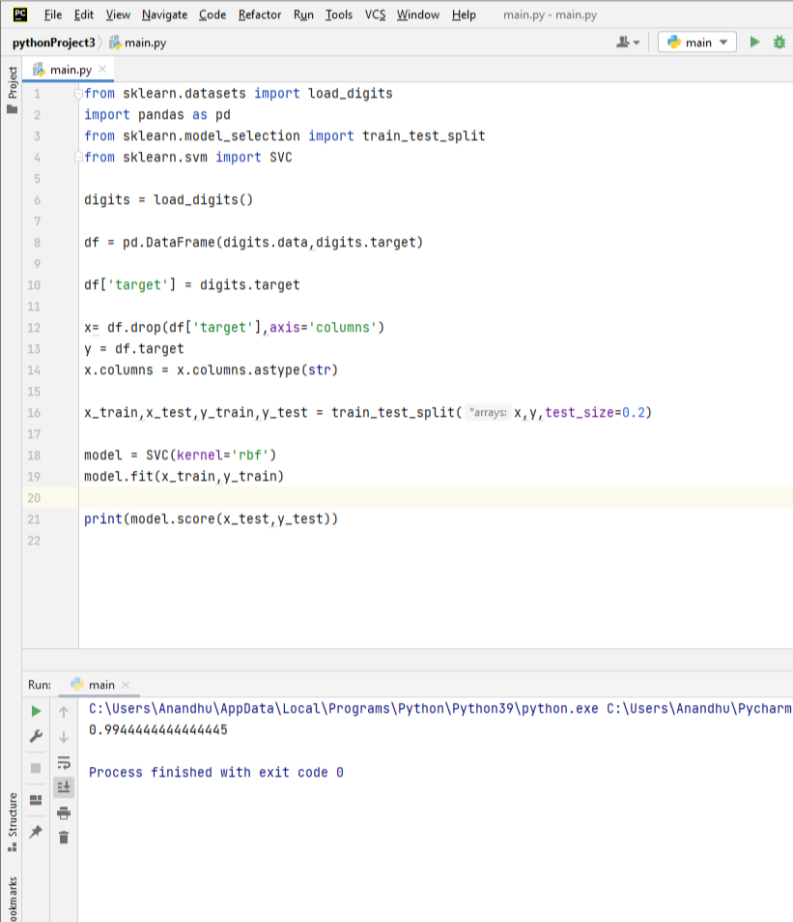 PC File Edit View Navigate Code Refactor Run Tools VCS Window Help main.py - main.py
pythonProject3 main.py main
Project
main.py
1 from sklearn.datasets import load_digits
2 import pandas as pd
3 from sklearn.model_selection import train_test_split
4 from sklearn.svm import SVC
5
6 digits = load_digits()
7
8 df = pd.DataFrame(digits.data,digits.target)
9
10 df['target'] = digits.target
11
12 x= df.drop(df['target'],axis='columns')
13 y = df.target
14 x.columns = x.columns.astype(str)
15
16 x_train,x_test,y_train,y_test = train_test_split( *arrays: x,y,test_size=0.2)
17
18 model = SVC(kernel='rbf')
19 model.fit(x_train,y_train)
20
21 print(model.score(x_test,y_test))
22
Run: main
C:\Users\Anandhu\AppData\Local\Programs\Python\Python39\python.exe C:\Users\Anandhu\Pycharm
0.9944444444444445
Process finished with exit code 0
Structure
ookmarks